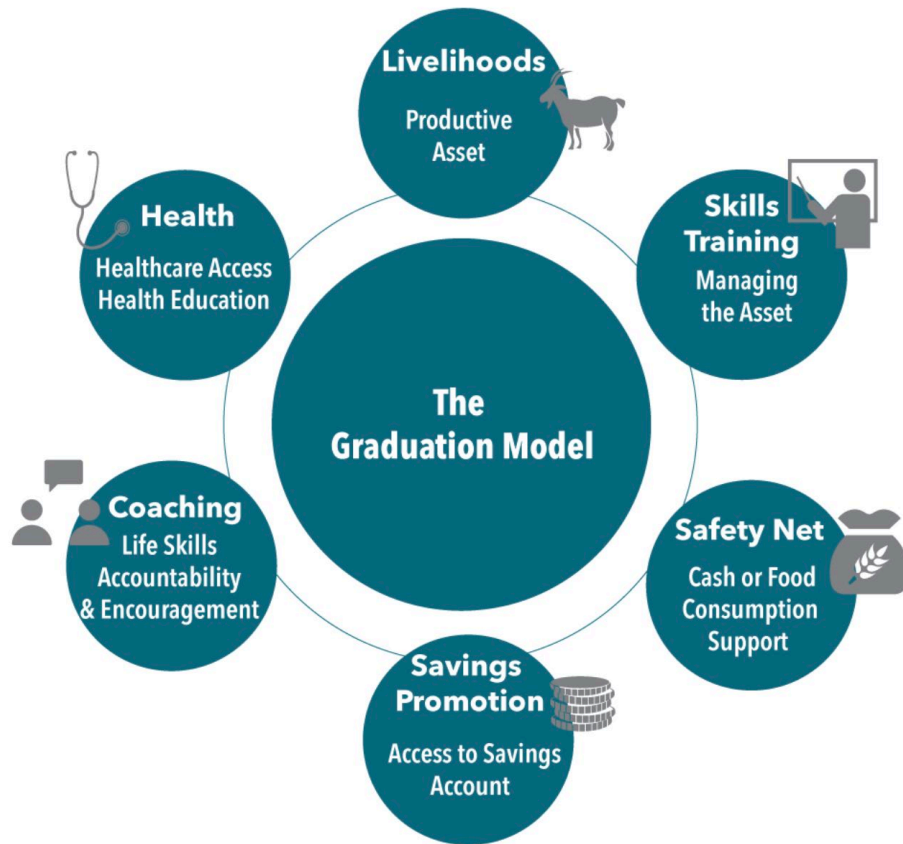 Livelihoods
Productive
Asset
Skills
Training
Managing
the Asset
Safety Net
Cash or Food
Consumption
Support
Savings
Promotion
Access to Savings
Account
Coaching
Life Skills
Accountability
& Encouragement
Health
Healthcare Access
Health Education
The
Graduation Model